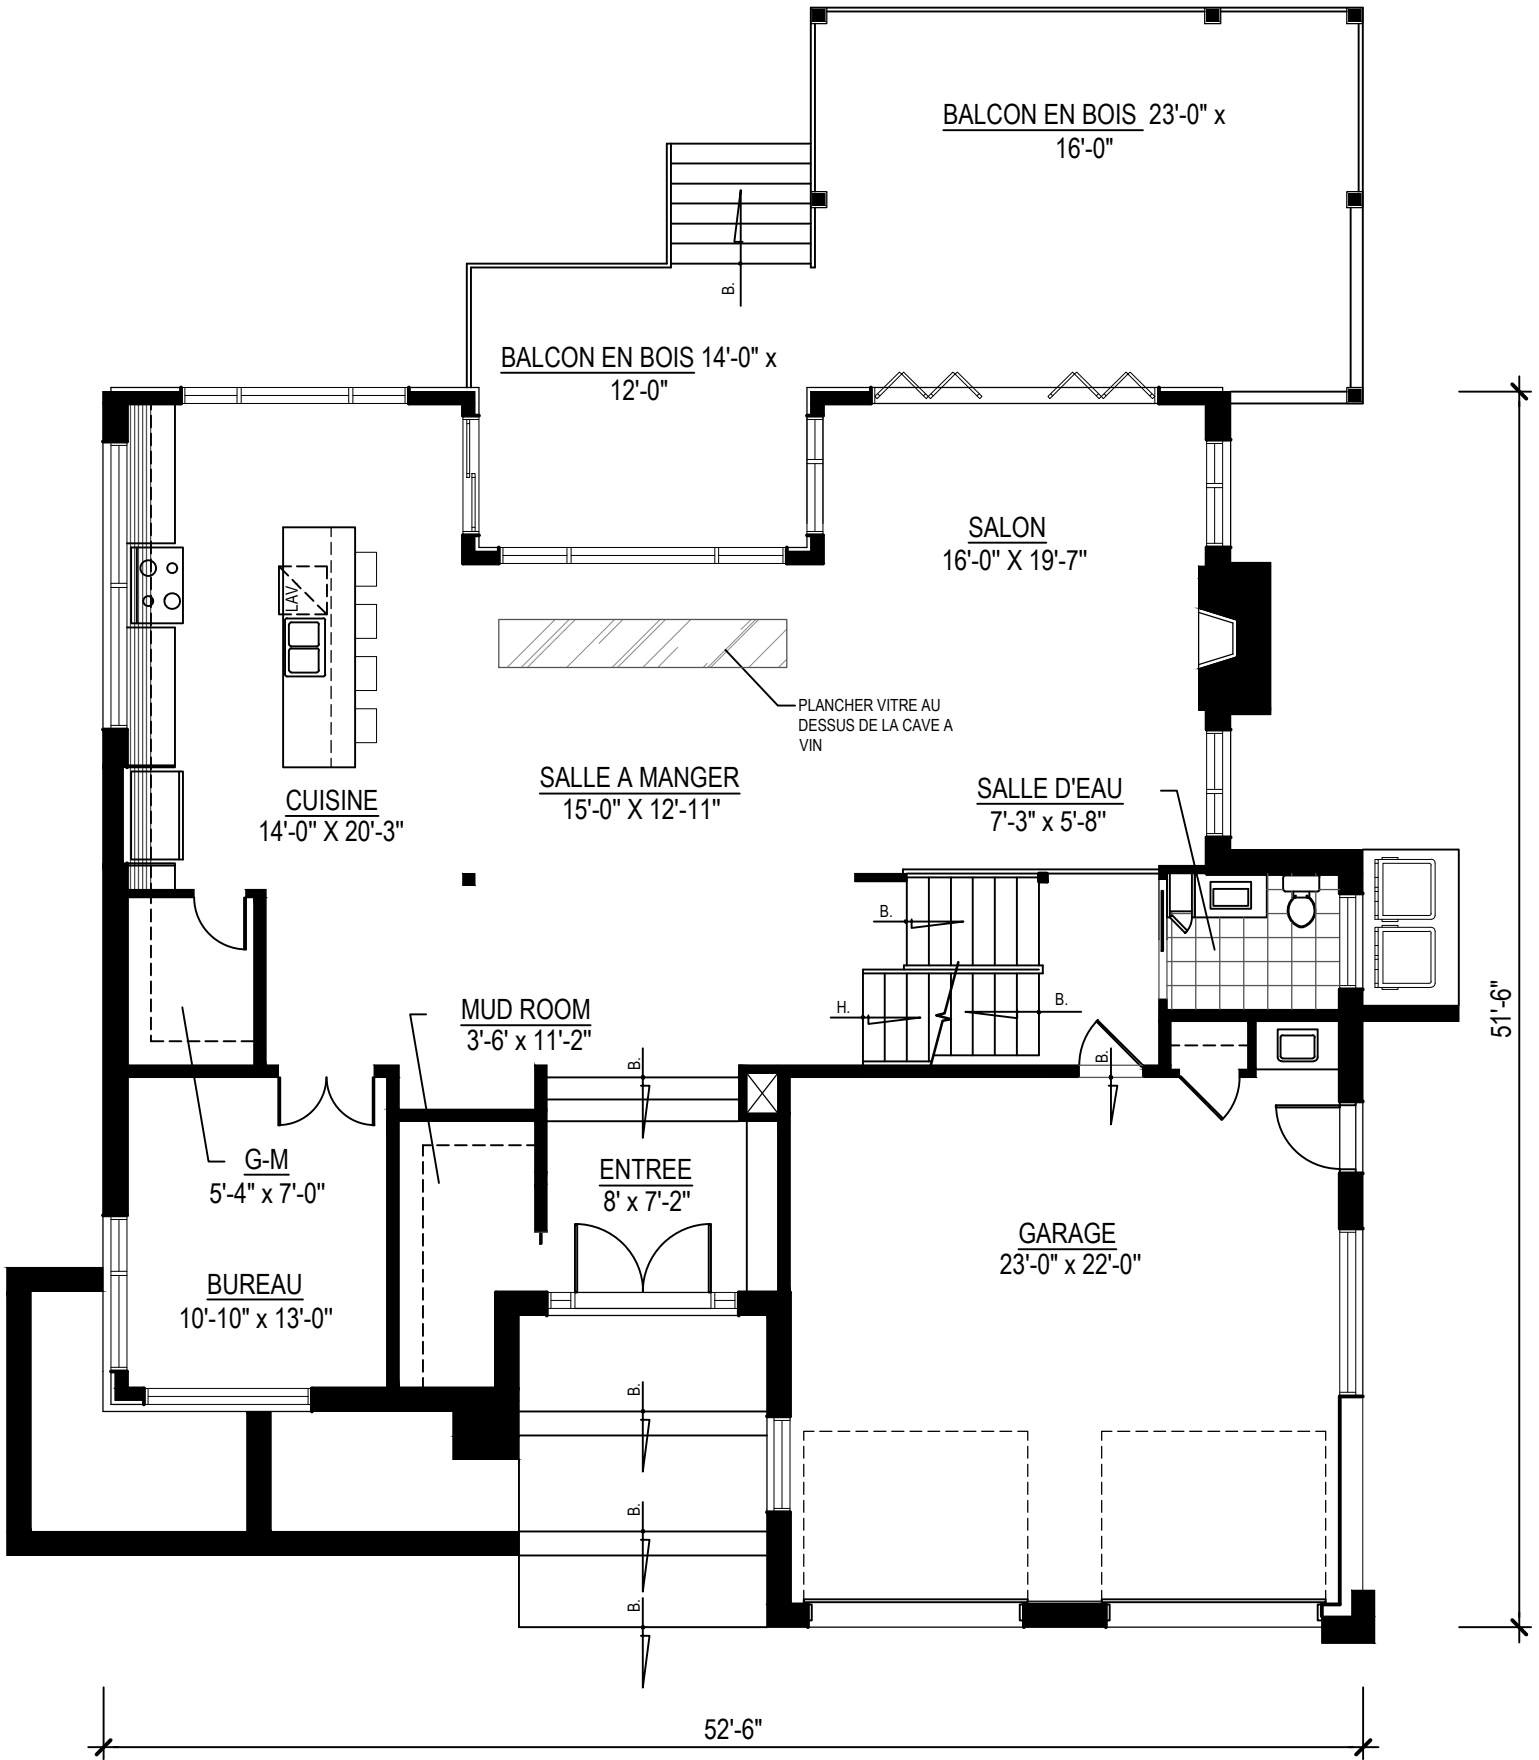 BALCON EN BOIS 23'-0" x
16'-0"
B.
BALCON EN BOIS 14'-0" x
12'-0"
SALON
16'-0" X 19'-7"
LAV.
PLANCHER VITRE AU
DESSUS DE LA CAVE A
VIN
SALLE A MANGER
15'-0" X 12'-11"
SALLE D'EAU
7'-3" x 5'-8"
CUISINE
14'-0" X 20'-3"
B.
MUD ROOM
3'-6' x 11'-2"
H.
B.
51'-6"
B.
B.
G-M
5'-4" x 7'-0"
ENTREE
8' x 7'-2"
GARAGE
23'-0" x 22'-0"
BUREAU
10'-10" x 13'-0"
B.
B.
B.
52'-6"